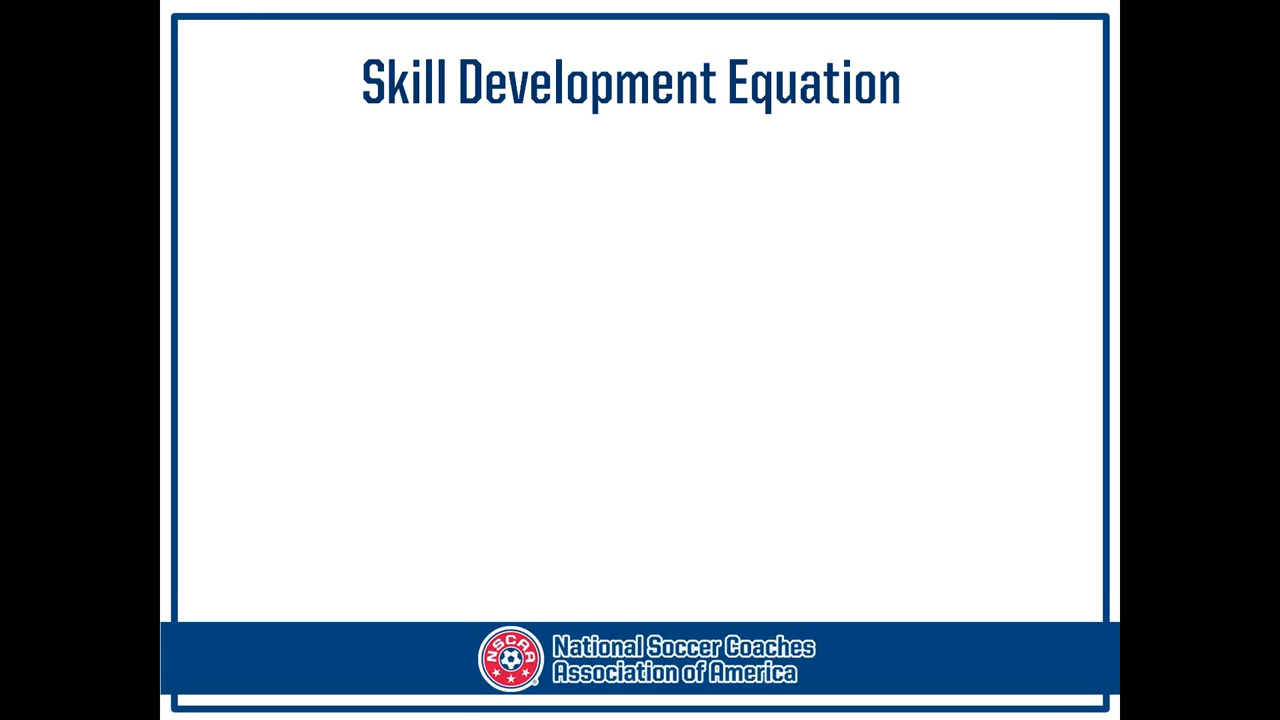 Skill Development Equation
NSCAA
National Soccer Coaches
Association of America